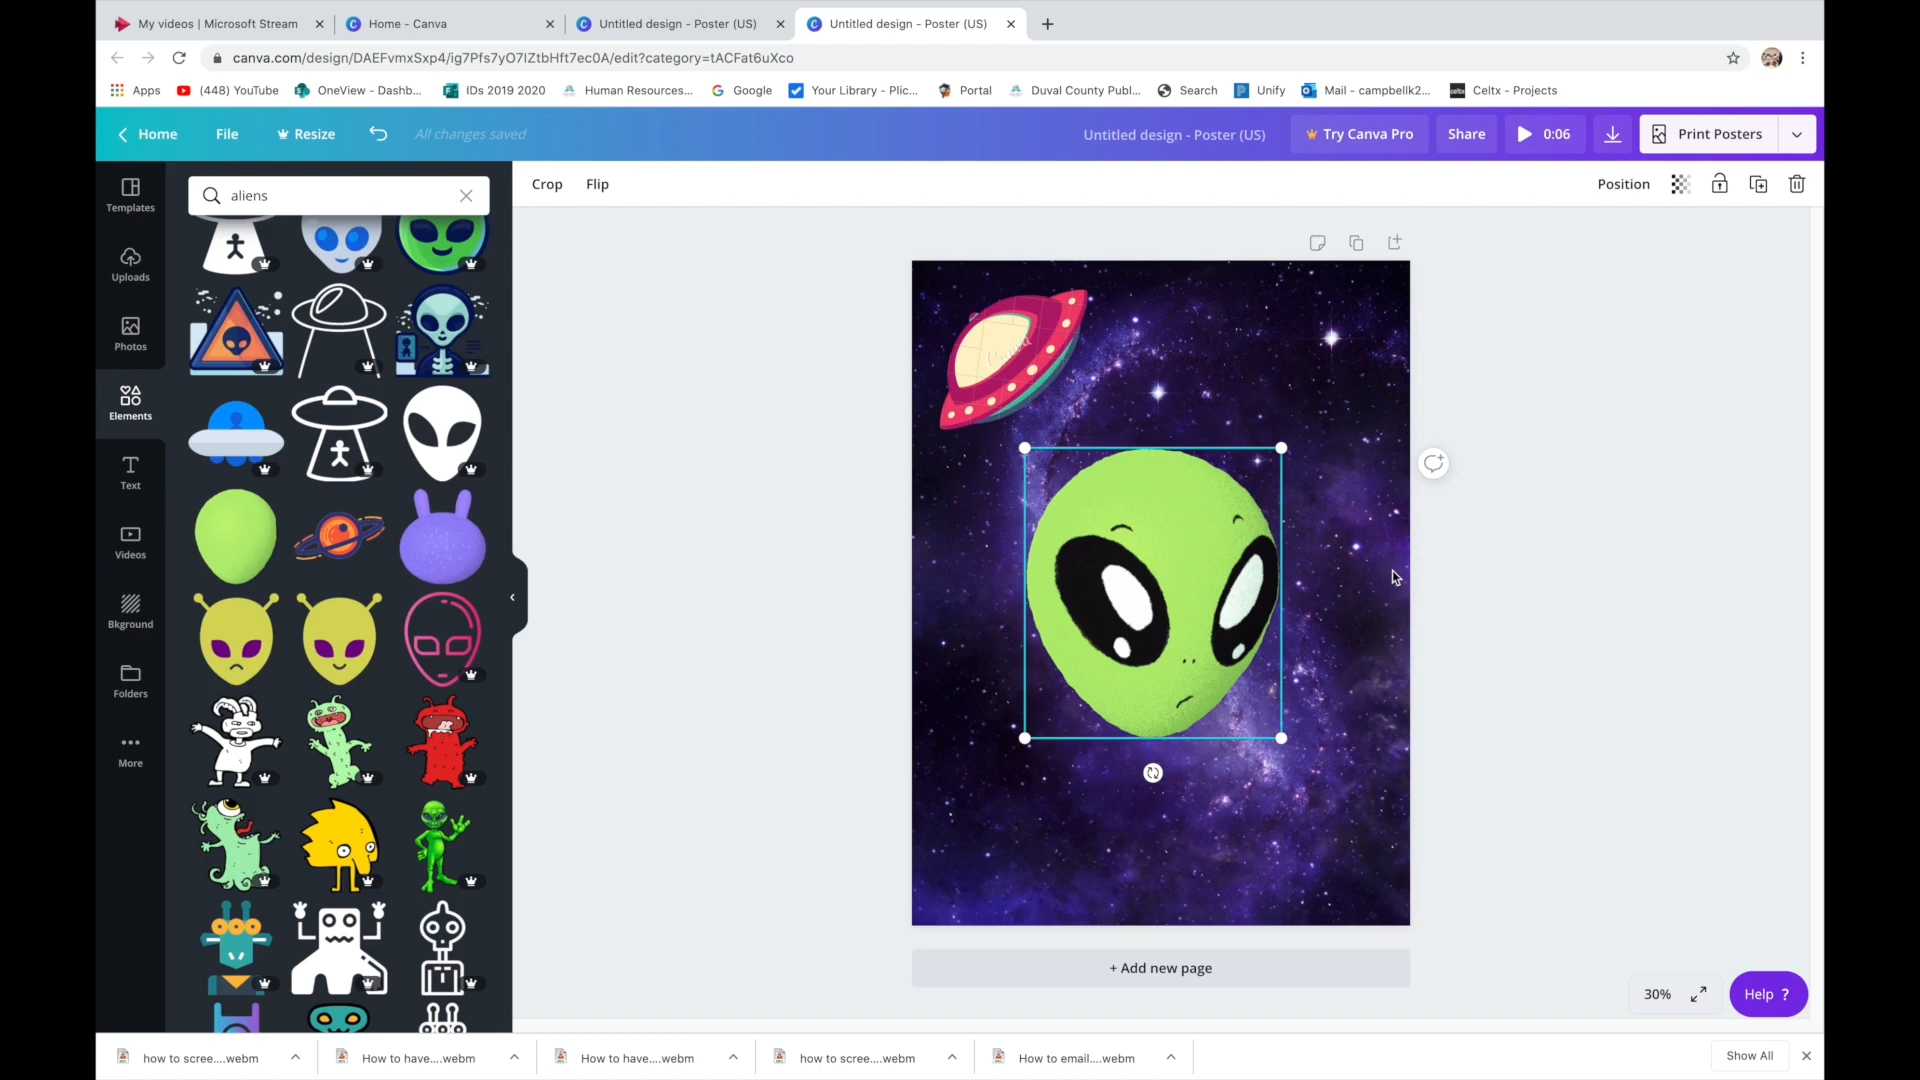 My videos | Microsoft Stream
Home - Canva
Untitled design - Poster (US)
Untitled design - Poster (US)
canva.com/design/DAEFvmxSxp4/ig7Pfs7yO7IZtbHft7ec0A/edit?category=tACFat6uXco
Apps
(448) YouTube
OneView - Dashb...
IDs 2019 2020
Human Resources...
Google
Your Library - Plic...
Portal
Duval County Publ...
Search
Unify
Mail - campbellk2...
Celtx - Projects
Home
File
Resize
All changes saved
Untitled design - Poster (US)
Try Canva Pro
Share
0:06
Print Posters
Templates
Uploads
Photos
Elements
Text
Videos
Bkground
Folders
More
aliens
Crop
Flip
Position
Canva
+ Add new page
30%
Help ?
how to scree....webm
How to have....webm
How to have....webm
how to scree....webm
How to email....webm
Show All